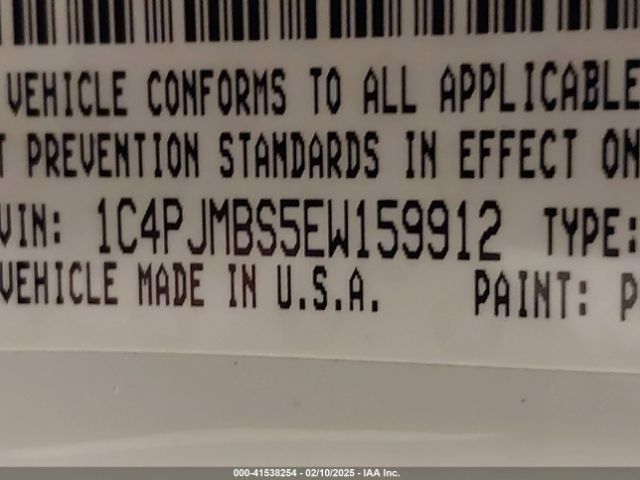 VEHICLE CONFORMS TO ALL APPLICABLE
PREVENTION STANDARDS IN EFFECT ON
VIN: 1C4PJMBS5EW159912 TYPE:
VEHICLE MADE IN U.S.A. PAINT: P
000-41538254 - 02/10/2025 - IAA Inc.